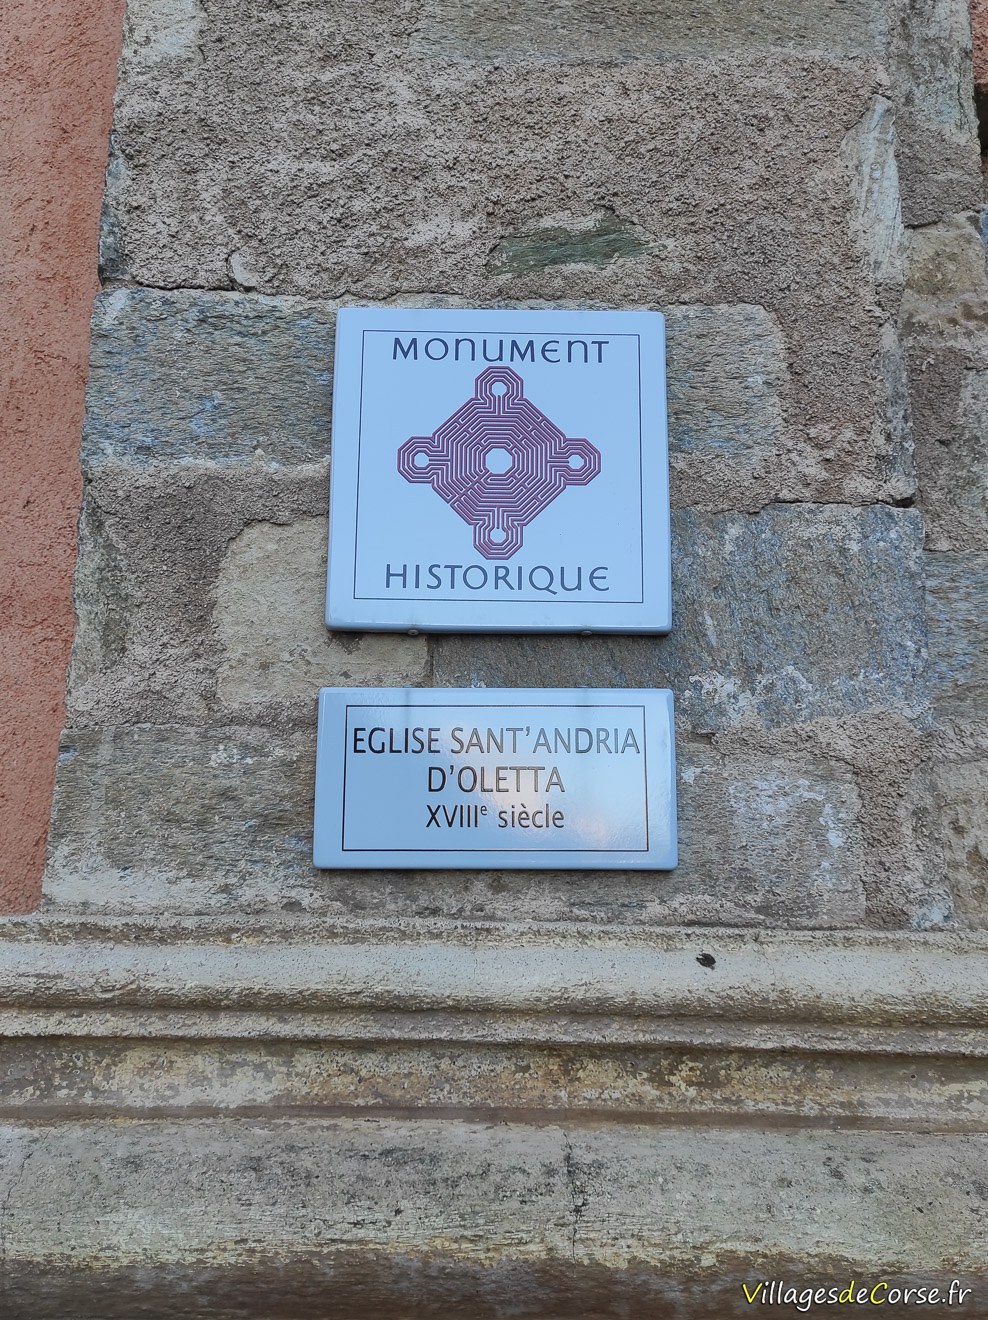 MONUMENT
HISTORIQUE
EGLISE SANT'ANDRIA
D'OLETTA
XVIIIe siècle
VillagesdeCorse.fr